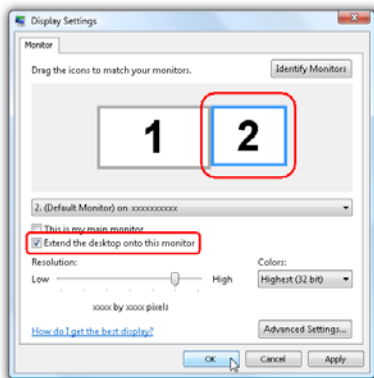 Display Settings
Monitor
Drag the icons to match your monitors.
Identify Monitors
1
2
2. (Default Monitor) on xxxxxxxxxx
This is my main monitor
Extend the desktop onto this monitor
Resolution:
Colors:
Low
High
Highest (32 bit)
xxxx by xxxx pixels
How do I get the best display?
Advanced Settings...
OK
Cancel
Apply